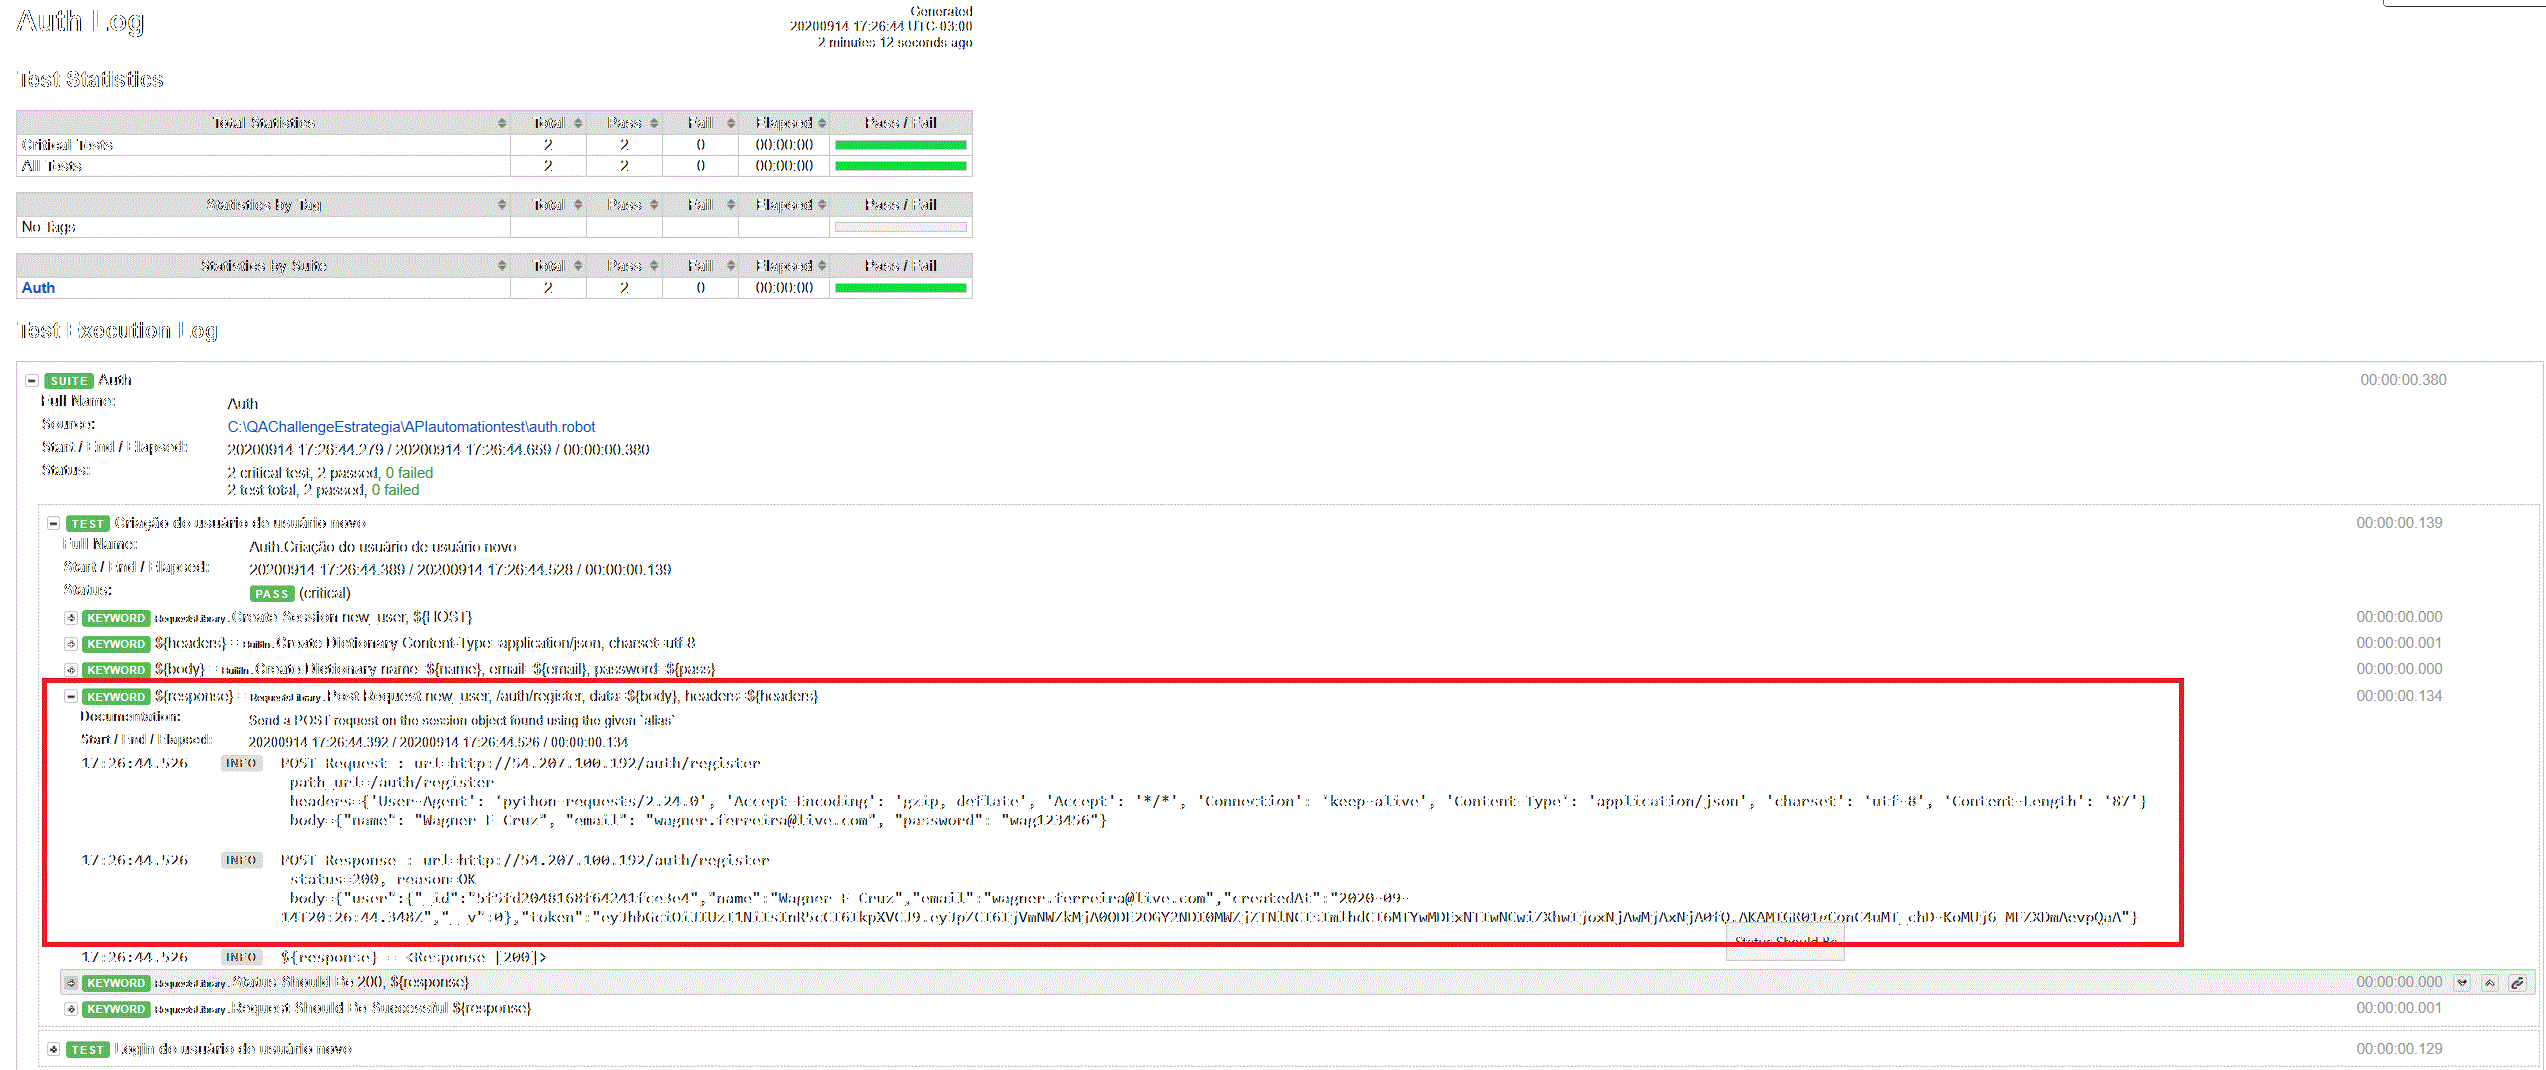 Auth Log
Generated
20200914 17:26:44 UTC-03:00
2 minutes 12 seconds ago
Test Statistics
Total Statistics Total Pass Fail Elapsed Pass / Fail
Critical Tests 2 2 0 00:00:00
All Tests 2 2 0 00:00:00
Statistics by Tag Total Pass Fail Elapsed Pass / Fail
No Tags
Statistics by Suite Total Pass Fail Elapsed Pass / Fail
Auth 2 2 0 00:00:00
Test Execution Log
SUITE Auth 00:00:00.380
Full Name: Auth
Source: C:\QAChallengeEstrategia\APIautomationtest\auth.robot
Start / End / Elapsed: 20200914 17:26:44.279 / 20200914 17:26:44.659 / 00:00:00.380
Status: 2 critical test, 2 passed, 0 failed
2 test total, 2 passed, 0 failed
TEST Criação do usuário de usuário novo 00:00:00.139
Full Name: Auth.Criação do usuário de usuário novo
Start / End / Elapsed: 20200914 17:26:44.389 / 20200914 17:26:44.528 / 00:00:00.139
Status: PASS (critical)
KEYWORD RequestsLibrary.Create Session new_user, ${HOST} 00:00:00.000
KEYWORD ${headers} = BuiltIn.Create Dictionary Content-Type=application/json, charset=utf-8 00:00:00.001
KEYWORD ${body} = BuiltIn.Create Dictionary name=${name}, email=${email}, password=${pass} 00:00:00.000
KEYWORD ${response} = RequestsLibrary.Post Request new_user, /auth/register, data=${body}, headers=${headers} 00:00:00.134
Documentation: Send a POST request on the session object found using the given `alias`
Start / End / Elapsed: 20200914 17:26:44.392 / 20200914 17:26:44.526 / 00:00:00.134
17:26:44.526 INFO POST Request : url=http://54.207.100.192/auth/register
path_url=/auth/register
headers={'User-Agent': 'python-requests/2.24.0', 'Accept-Encoding': 'gzip, deflate', 'Accept': '*/*', 'Connection': 'keep-alive', 'Content-Type': 'application/json', 'charset': 'utf-8', 'Content-Length': '87'}
body={"name": "Wagner F Cruz", "email": "wagner.ferreira@live.com", "password": "wag123456"}
17:26:44.526 INFO POST Response : url=http://54.207.100.192/auth/register
status=200, reason=OK
body={"user":{"_id":"5f5fd2048168f64241fce3e4","name":"Wagner F Cruz","email":"wagner.ferreira@live.com","createdAt":"2020-09-
14T20:26:44.348Z","__v":0},"token":
Status Should Be
17:26:44.526 INFO ${response} = <Response [200]>
KEYWORD RequestsLibrary.Status Should Be 200, ${response} 00:00:00.000
KEYWORD RequestsLibrary.Request Should Be Successful ${response} 00:00:00.001
TEST Login do usuário de usuário novo 00:00:00.129